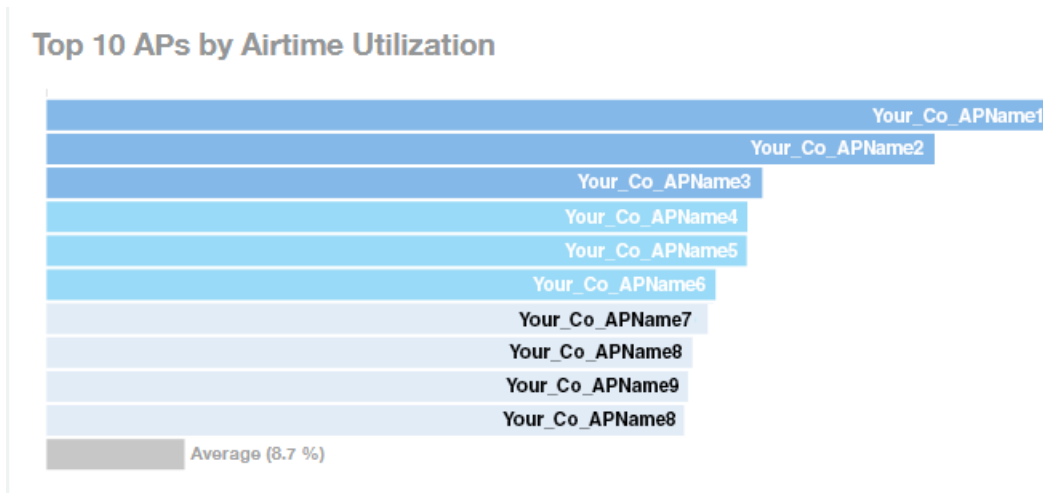 Top 10 APs by Airtime Utilization
Your_Co_APName1
Your_Co_APName2
Your_Co_APName3
Your_Co_APName4
Your_Co_APName5
Your_Co_APName6
Your_Co_APName7
Your_Co_APName8
Your_Co_APName9
Your_Co_APName8
Average (8.7 %)